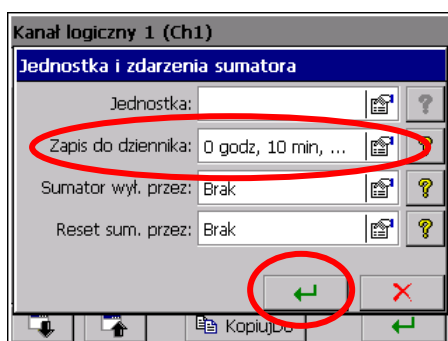 Kanał logiczny 1 (Ch1)
Jednostka i zdarzenia sumatora
Jednostka: ?
Zapis do dziennika: 0 godz, 10 min, ... ?
Sumator wył. przez: Brak ?
Reset sum. przez: Brak ?
KopiujDo